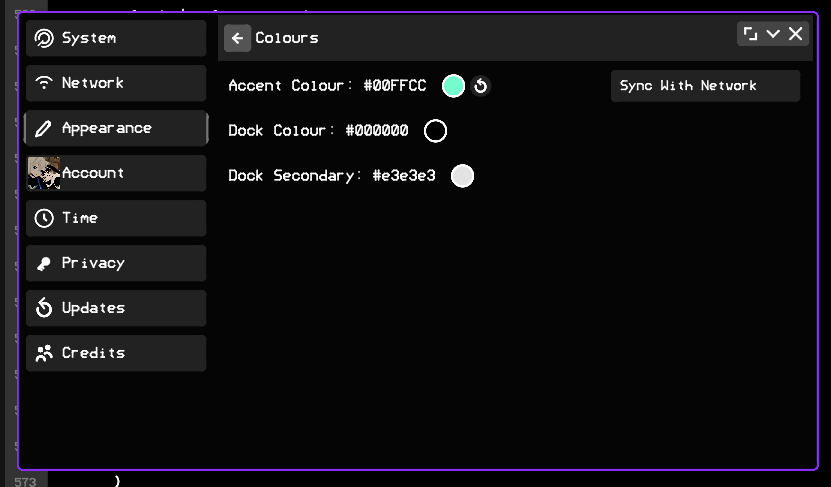 System
Network
Appearance
Account
Time
Privacy
Updates
Credits
Colours
Accent Colour: #00FFCC
Sync With Network
Dock Colour: #000000
Dock Secondary: #e3e3e3
573
)